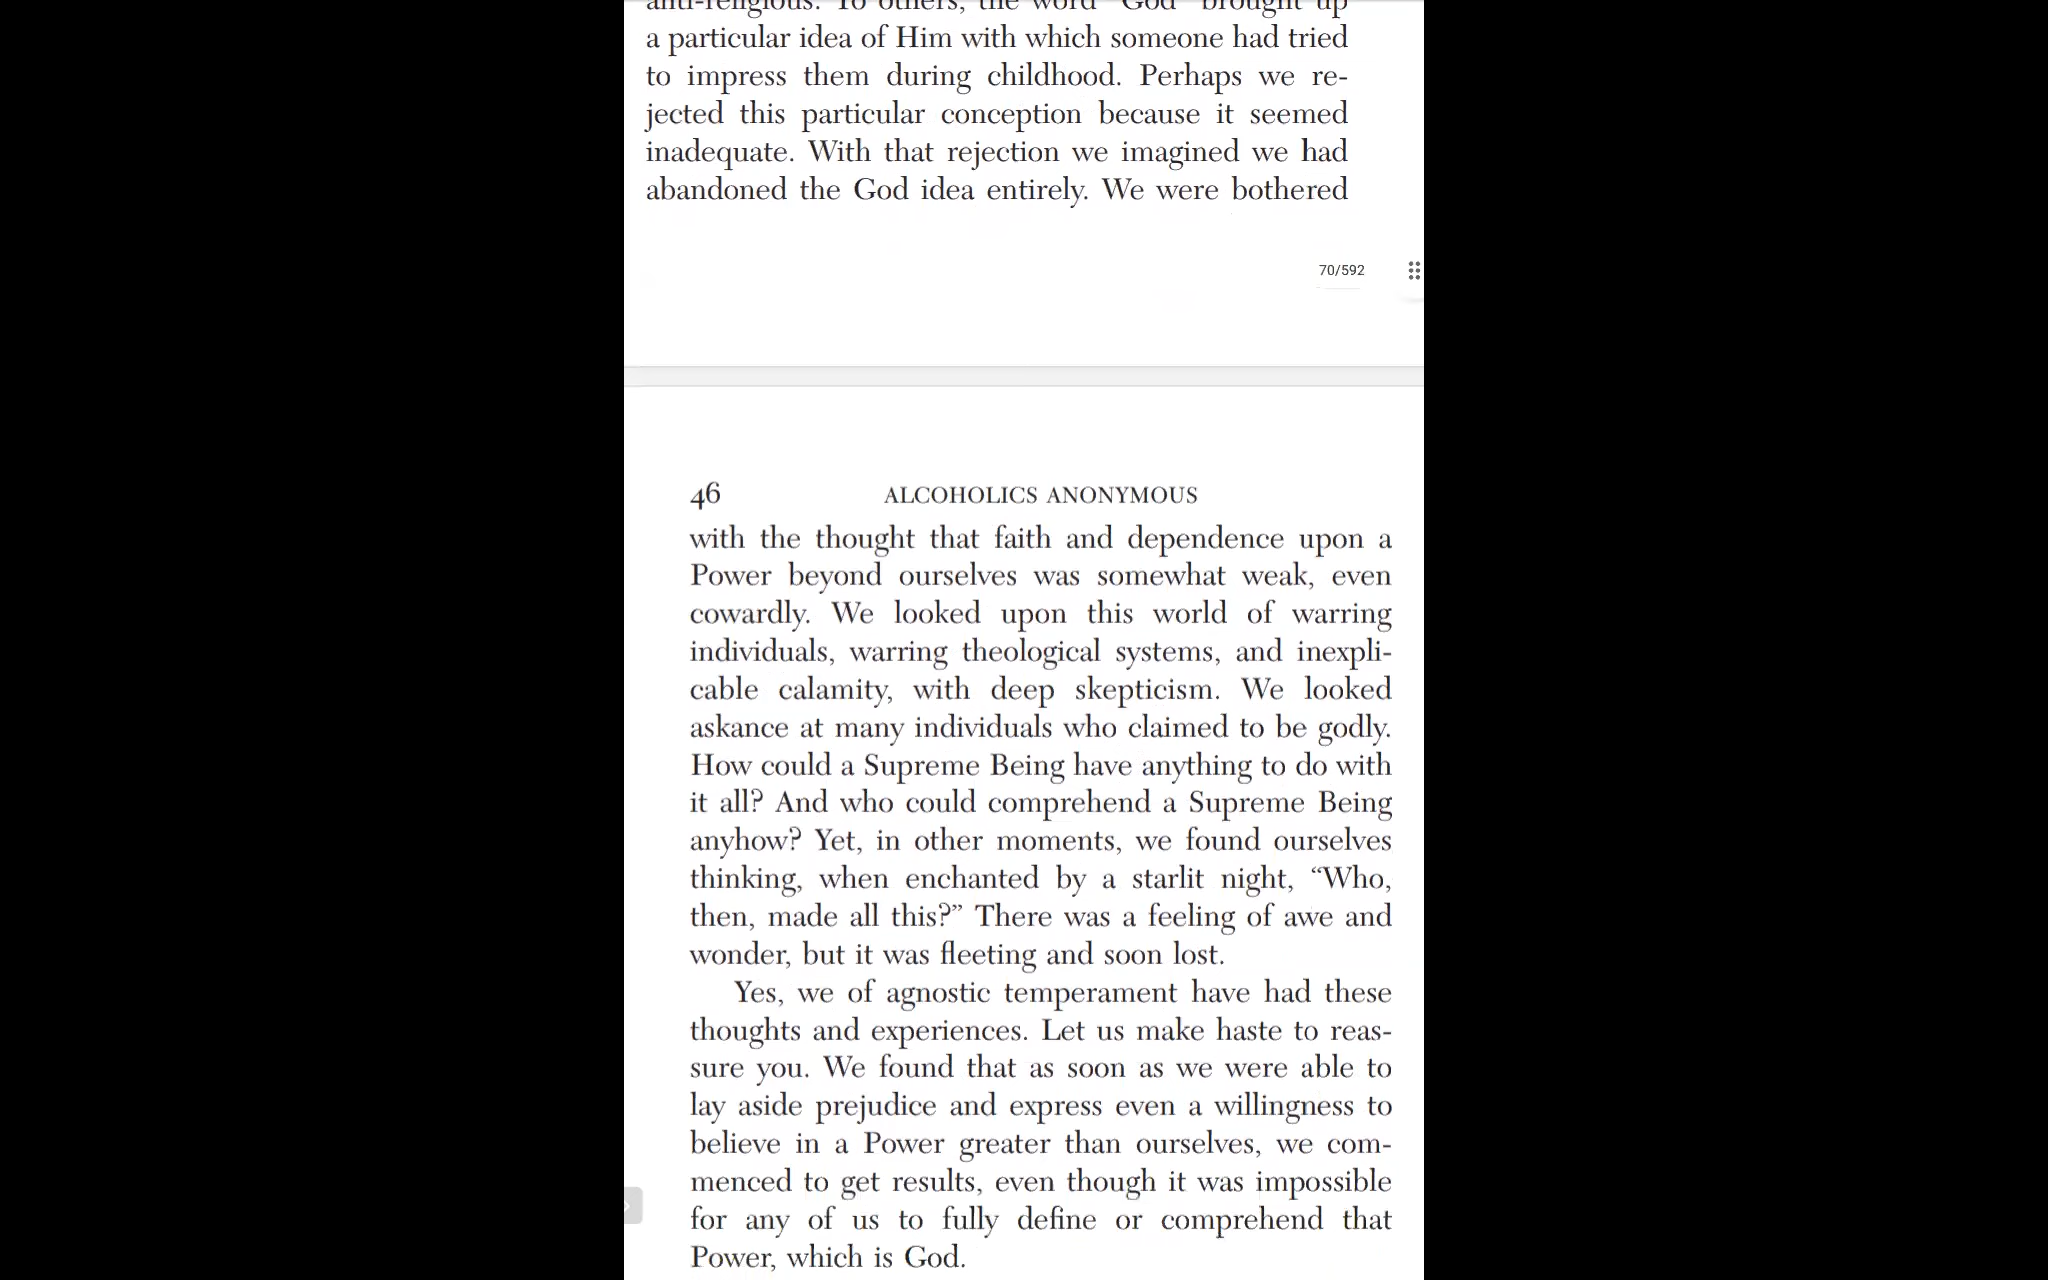 anti-religious. To others, the word “God” brought up
a particular idea of Him with which someone had tried
to impress them during childhood. Perhaps we re-
jected this particular conception because it seemed
inadequate. With that rejection we imagined we had
abandoned the God idea entirely. We were bothered
70/592
46 ALCOHOLICS ANONYMOUS
with the thought that faith and dependence upon a
Power beyond ourselves was somewhat weak, even
cowardly. We looked upon this world of warring
individuals, warring theological systems, and inexpli-
cable calamity, with deep skepticism. We looked
askance at many individuals who claimed to be godly.
How could a Supreme Being have anything to do with
it all? And who could comprehend a Supreme Being
anyhow? Yet, in other moments, we found ourselves
thinking, when enchanted by a starlit night, “Who,
then, made all this?” There was a feeling of awe and
wonder, but it was fleeting and soon lost.
Yes, we of agnostic temperament have had these
thoughts and experiences. Let us make haste to reas-
sure you. We found that as soon as we were able to
lay aside prejudice and express even a willingness to
believe in a Power greater than ourselves, we com-
menced to get results, even though it was impossible
for any of us to fully define or comprehend that
Power, which is God.